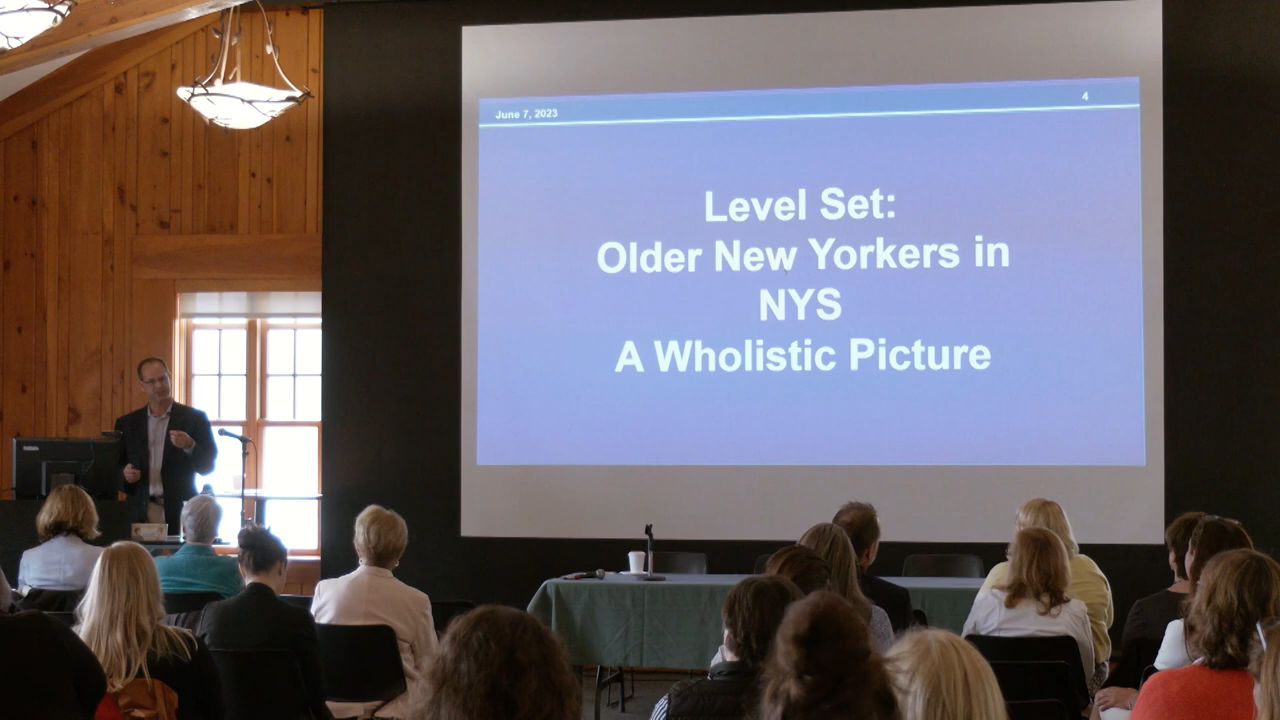 June 7, 2023
4
Level Set:
Older New Yorkers in
NYS
A Wholistic Picture